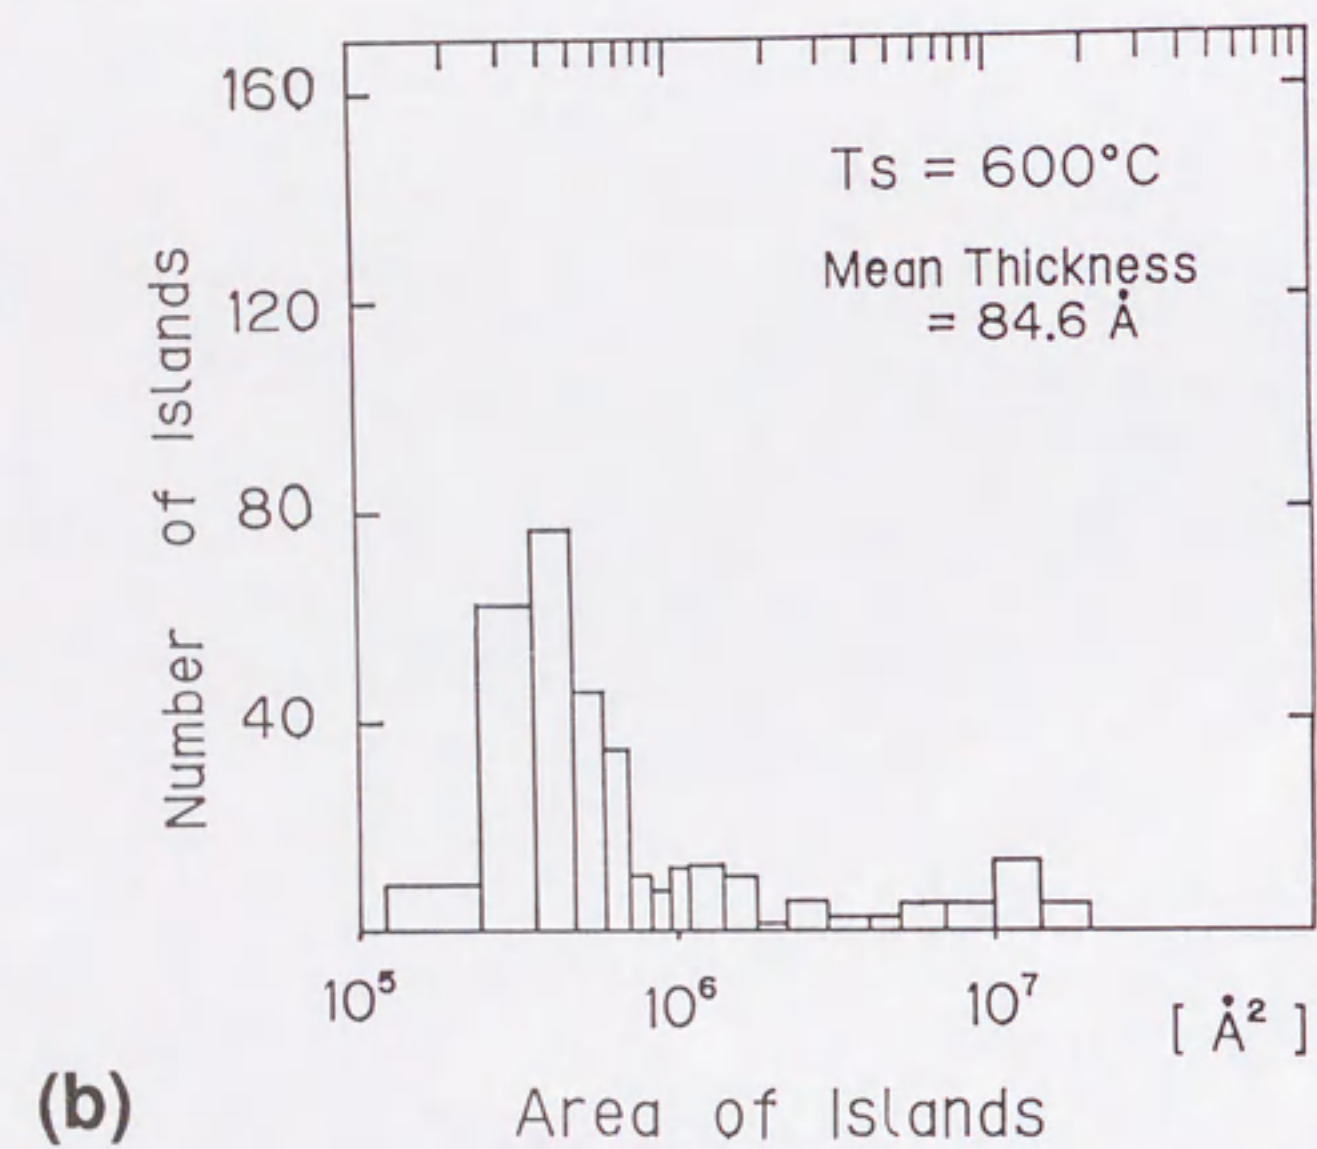 160
120
80
40
Number of Islands
Ts = 600°C
Mean Thickness
= 84.6 Å
10⁵
10⁶
10⁷
[ Å² ]
Area of Islands
(b)